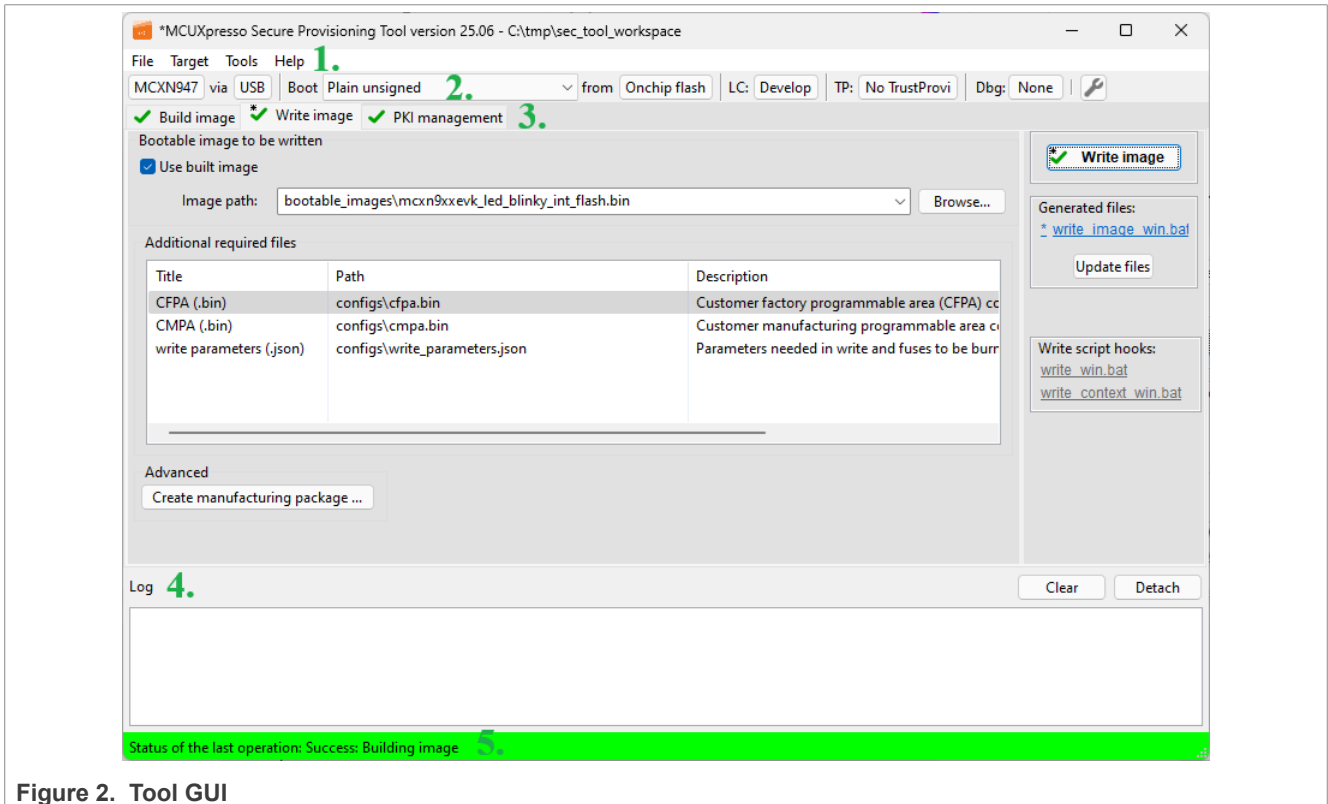 *MCUXpresso Secure Provisioning Tool version 25.06 - C:\tmp\sec_tool_workspace
File Target Tools Help 1.
MCXN947 via USB Boot Plain unsigned 2. from Onchip flash LC: Develop TP: No TrustProvi Dbg: None
Build image * Write image PKI management 3.
Bootable image to be written
Use built image
Image path: bootable_images\mcxn9xxevk_led_blinky_int_flash.bin Browse...
Additional required files
Title Path Description
CFPA (.bin) configs\cfpa.bin Customer factory programmable area (CFPA) cc
CMPA (.bin) configs\cmpa.bin Customer manufacturing programmable area c
write parameters (.json) configs\write_parameters.json Parameters needed in write and fuses to be burr
Advanced
Create manufacturing package ...
* Write image
Generated files:
* write_image_win.bat
Update files
Write script hooks:
write_win.bat
write_context_win.bat
Log 4. Clear Detach
Status of the last operation: Success: Building image 5.
Figure 2. Tool GUI